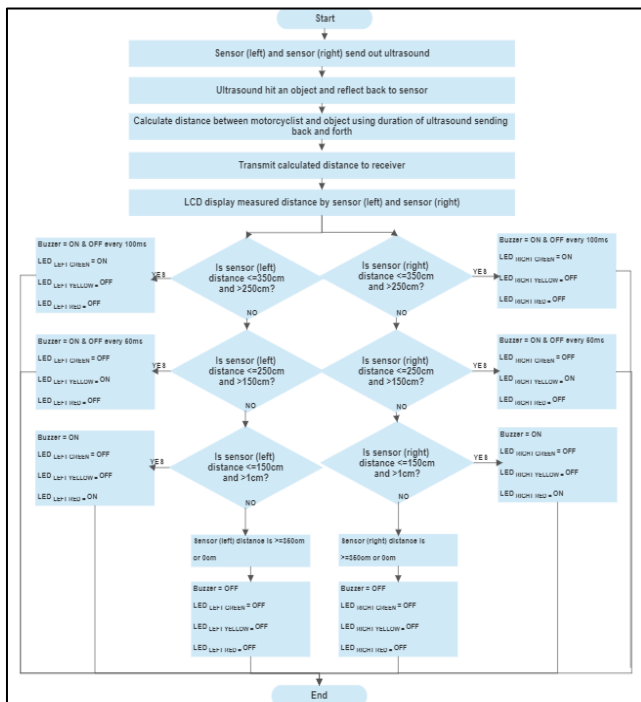 Start
Sensor (left) and sensor (right) send out ultrasound
Ultrasound hit an object and reflect back to sensor
Calculate distance between motorcyclist and object using duration of ultrasound sending
back and forth
Transmit calculated distance to receiver
LCD display measured distance by sensor (left) and sensor (right)
Buzzer = ON & OFF every 100ms
LED LEFT GREEN = ON
LED LEFT YELLOW = OFF
LED LEFT RED = OFF
YES
Is sensor (left)
distance <=350cm
and >250cm?
NO
Is sensor (right)
distance <=350cm
and >250cm?
NO
YES
Buzzer = ON & OFF every 100ms
LED RIGHT GREEN = ON
LED RIGHT YELLOW = OFF
LED RIGHT RED = OFF
Buzzer = ON & OFF every 50ms
LED LEFT GREEN = OFF
LED LEFT YELLOW = ON
LED LEFT RED = OFF
YES
Is sensor (left)
distance <=250cm
and >150cm?
NO
Is sensor (right)
distance <=250cm
and >150cm?
NO
YES
Buzzer = ON & OFF every 50ms
LED RIGHT GREEN = OFF
LED RIGHT YELLOW = ON
LED RIGHT RED = OFF
Buzzer = ON
LED LEFT GREEN = OFF
LED LEFT YELLOW = OFF
LED LEFT RED = ON
YES
Is sensor (left)
distance <=150cm
and >1cm?
NO
Is sensor (right)
distance <=150cm
and >1cm?
NO
YES
Buzzer = ON
LED RIGHT GREEN = OFF
LED RIGHT YELLOW = OFF
LED RIGHT RED = ON
Sensor (left) distance is >=350cm
or 0cm
Sensor (right) distance is
>=350cm or 0cm
Buzzer = OFF
LED LEFT GREEN = OFF
LED LEFT YELLOW = OFF
LED LEFT RED = OFF
Buzzer = OFF
LED RIGHT GREEN = OFF
LED RIGHT YELLOW = OFF
LED RIGHT RED = OFF
End